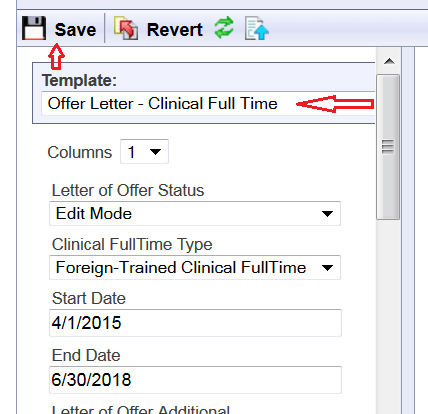 Save Revert
Template:
Offer Letter - Clinical Full Time
Columns 1
Letter of Offer Status
Edit Mode
Clinical FullTime Type
Foreign-Trained Clinical FullTime
Start Date
4/1/2015
End Date
6/30/2018
Letter of Offer Additional